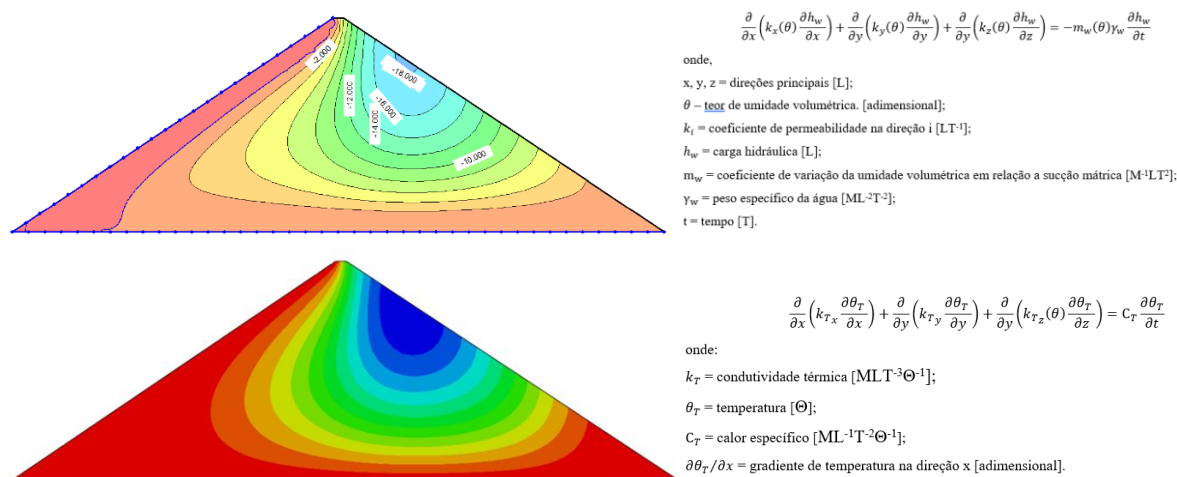 -2.000
-18.000
-16.000
-14.000
-12.000
-10.000
∂/∂x (kₓ(θ) ∂h_w/∂x) + ∂/∂y (k_y(θ) ∂h_w/∂y) + ∂/∂y (k_z(θ) ∂h_w/∂z) = −m_w(θ)γ_w ∂h_w/∂t
onde,
x, y, z = direções principais [L];
θ – teor de umidade volumétrica. [adimensional];
kᵢ = coeficiente de permeabilidade na direção i [LT⁻¹];
h_w = carga hidráulica [L];
m_w = coeficiente de variação da umidade volumétrica em relação a sucção mátrica [M⁻¹LT²];
γ_w = peso específico da água [ML⁻²T⁻²];
t = tempo [T].
∂/∂x (k_Tx ∂θ_T/∂x) + ∂/∂y (k_Ty ∂θ_T/∂y) + ∂/∂y (k_Tz(θ) ∂θ_T/∂z) = C_T ∂θ_T/∂t
onde:
k_T = condutividade térmica [MLT⁻³Θ⁻¹];
θ_T = temperatura [Θ];
C_T = calor específico [ML⁻¹T⁻²Θ⁻¹];
∂θ_T/∂x = gradiente de temperatura na direção x [adimensional].